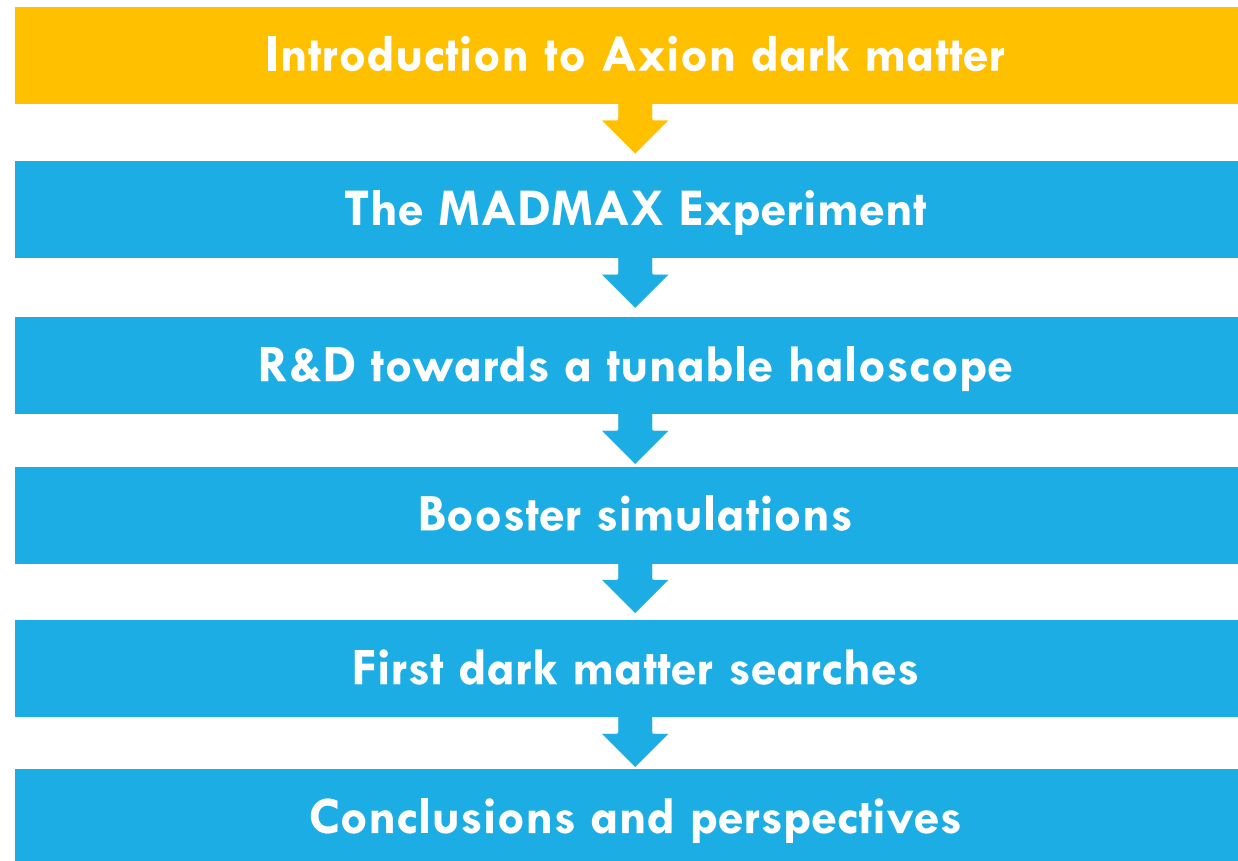 Introduction to Axion dark matter
The MADMAX Experiment
R&D towards a tunable haloscope
Booster simulations
First dark matter searches
Conclusions and perspectives